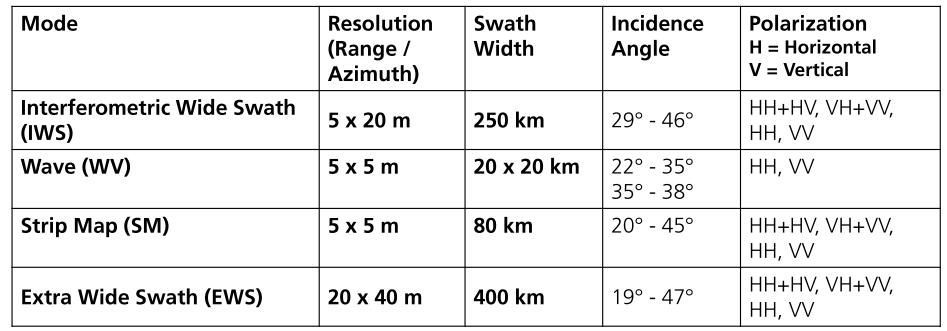 Mode
Resolution
(Range /
Azimuth)
Swath
Width
Incidence
Angle
Polarization
H = Horizontal
V = Vertical
Interferometric Wide Swath
(IWS)
5 x 20 m
250 km
29° - 46°
HH+HV, VH+VV,
HH, VV
Wave (WV)
5 x 5 m
20 x 20 km
22° - 35°
35° - 38°
HH, VV
Strip Map (SM)
5 x 5 m
80 km
20° - 45°
HH+HV, VH+VV,
HH, VV
Extra Wide Swath (EWS)
20 x 40 m
400 km
19° - 47°
HH+HV, VH+VV,
HH, VV